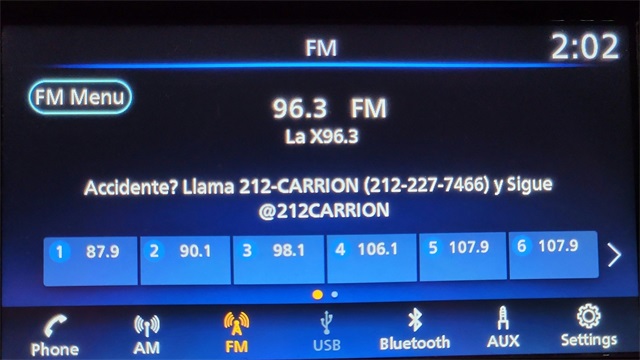 FM
2:02
FM Menu
96.3 FM
La X96.3
Accidente? Llama 212-CARRION (212-227-7466) y Sigue
@212CARRION
1 87.9 2 90.1 3 98.1 4 106.1 5 107.9 6 107.9
Phone AM FM USB Bluetooth AUX Settings